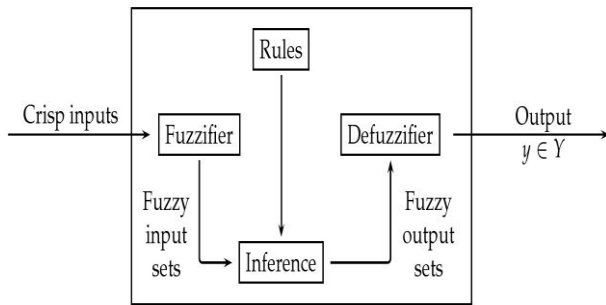 Rules
Crisp inputs
Fuzzifier
Defuzzifier
Output
y ∈ Y
Fuzzy
input
sets
Inference
Fuzzy
output
sets